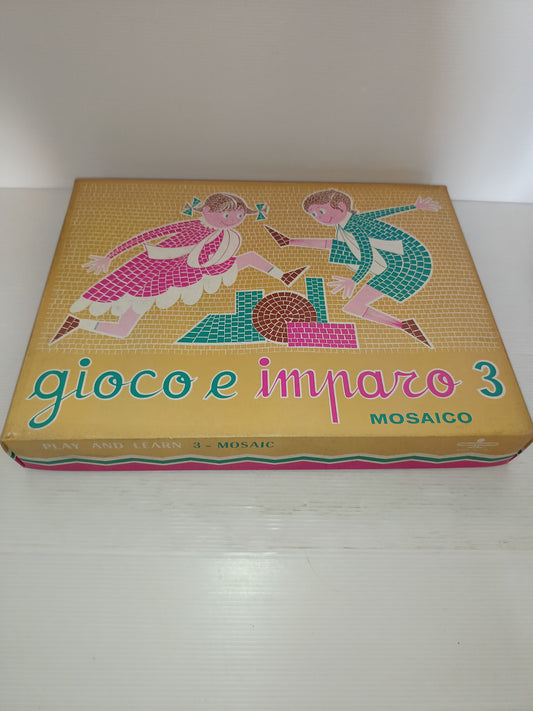 gioco e imparo 3
MOSAICO
PLAY AND LEARN 3 - MOSAIC